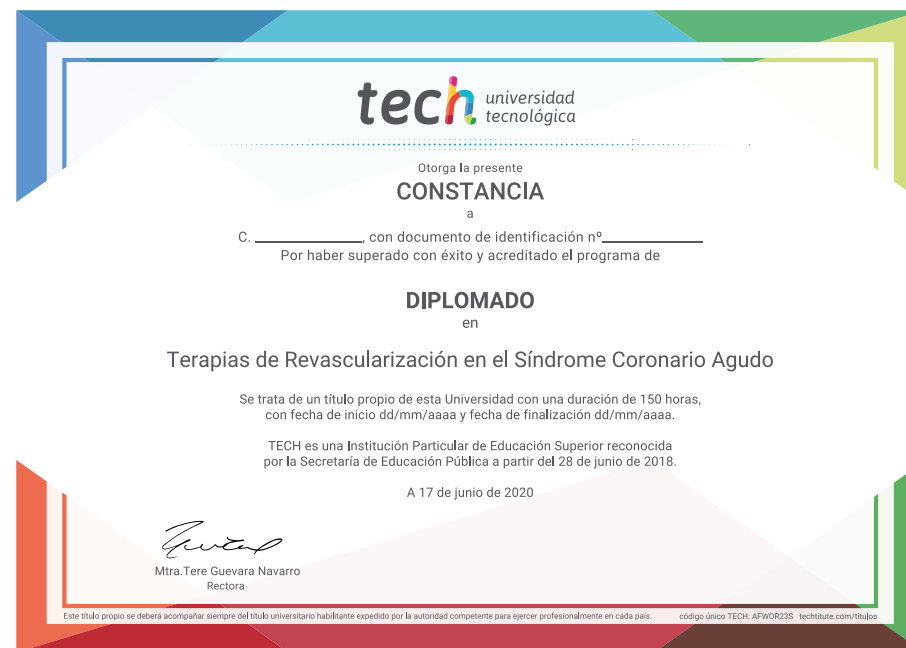 tech universidad
tecnológica
Otorga la presente
CONSTANCIA
a
C. ____________, con documento de identificación nº____________
Por haber superado con éxito y acreditado el programa de
DIPLOMADO
en
Terapias de Revascularización en el Síndrome Coronario Agudo
Se trata de un título propio de esta Universidad con una duración de 150 horas,
con fecha de inicio dd/mm/aaaa y fecha de finalización dd/mm/aaaa.
TECH es una Institución Particular de Educación Superior reconocida
por la Secretaría de Educación Pública a partir del 28 de junio de 2018.
A 17 de junio de 2020
Mtra.Tere Guevara Navarro
Rectora
Este título propio se deberá acompañar siempre del título universitario habilitante expedido por la autoridad competente para ejercer profesionalmente en cada país. código único TECH: AFWOR23S techtitute.com/titulos